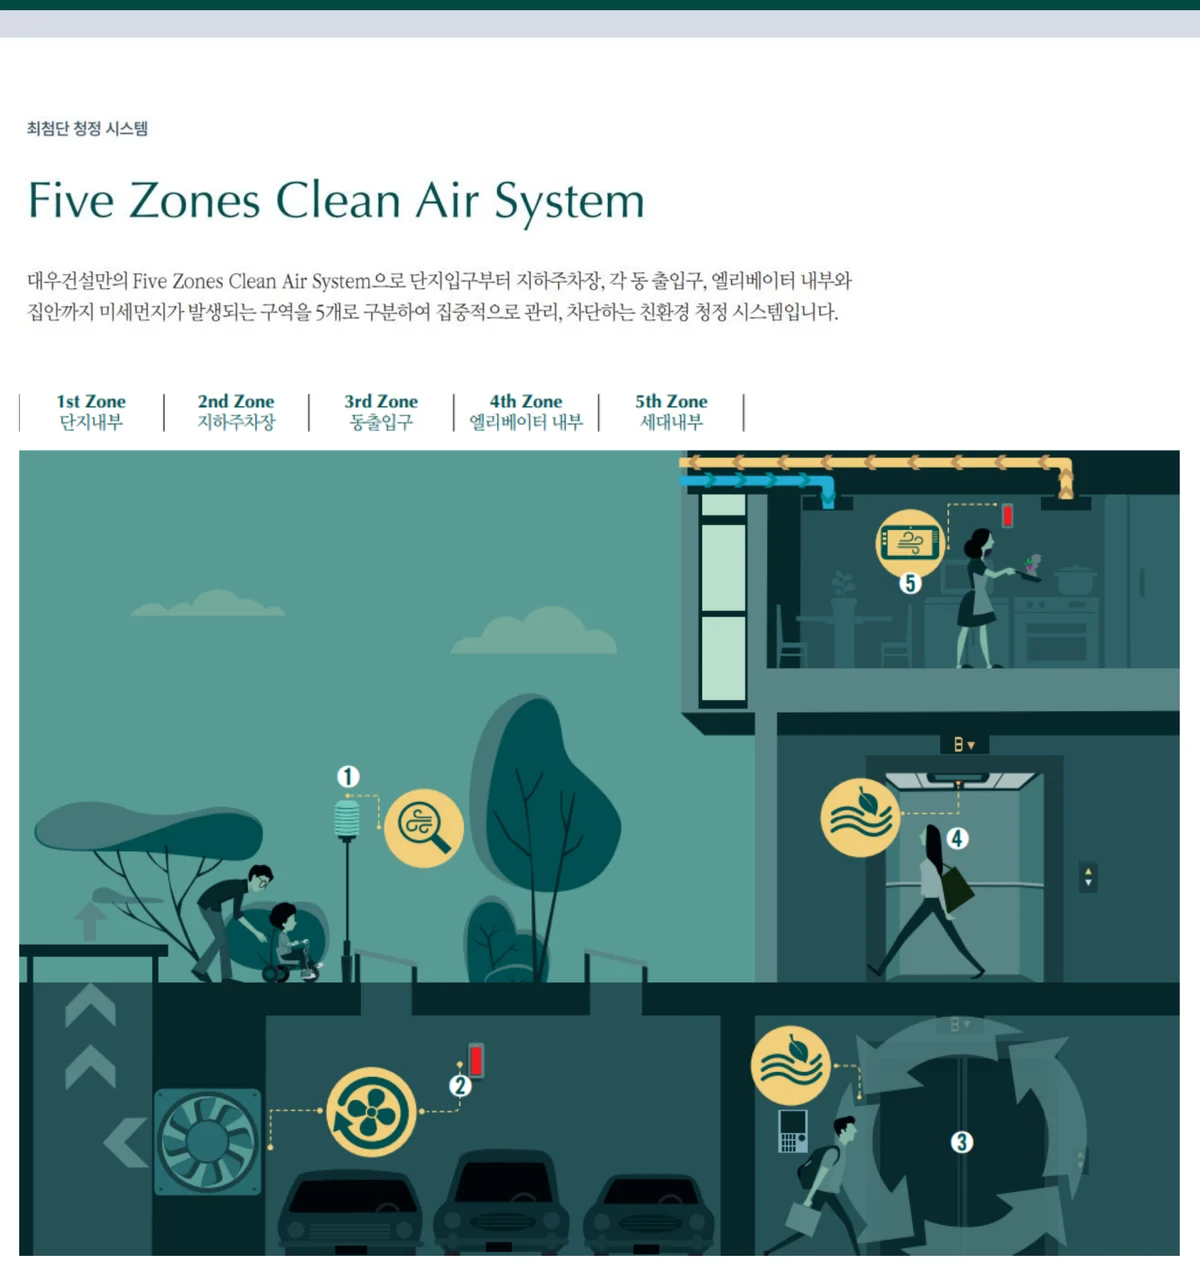 최첨단 청정 시스템
Five Zones Clean Air System
대우건설만의 Five Zones Clean Air System으로 단지입구부터 지하주차장, 각 동 출입구, 엘리베이터 내부와
집안까지 미세먼지가 발생되는 구역을 5개로 구분하여 집중적으로 관리, 차단하는 친환경 청정 시스템입니다.
1st Zone
단지내부
2nd Zone
지하주차장
3rd Zone
동출입구
4th Zone
엘리베이터 내부
5th Zone
세대내부
5
B
1
4
B
2
3